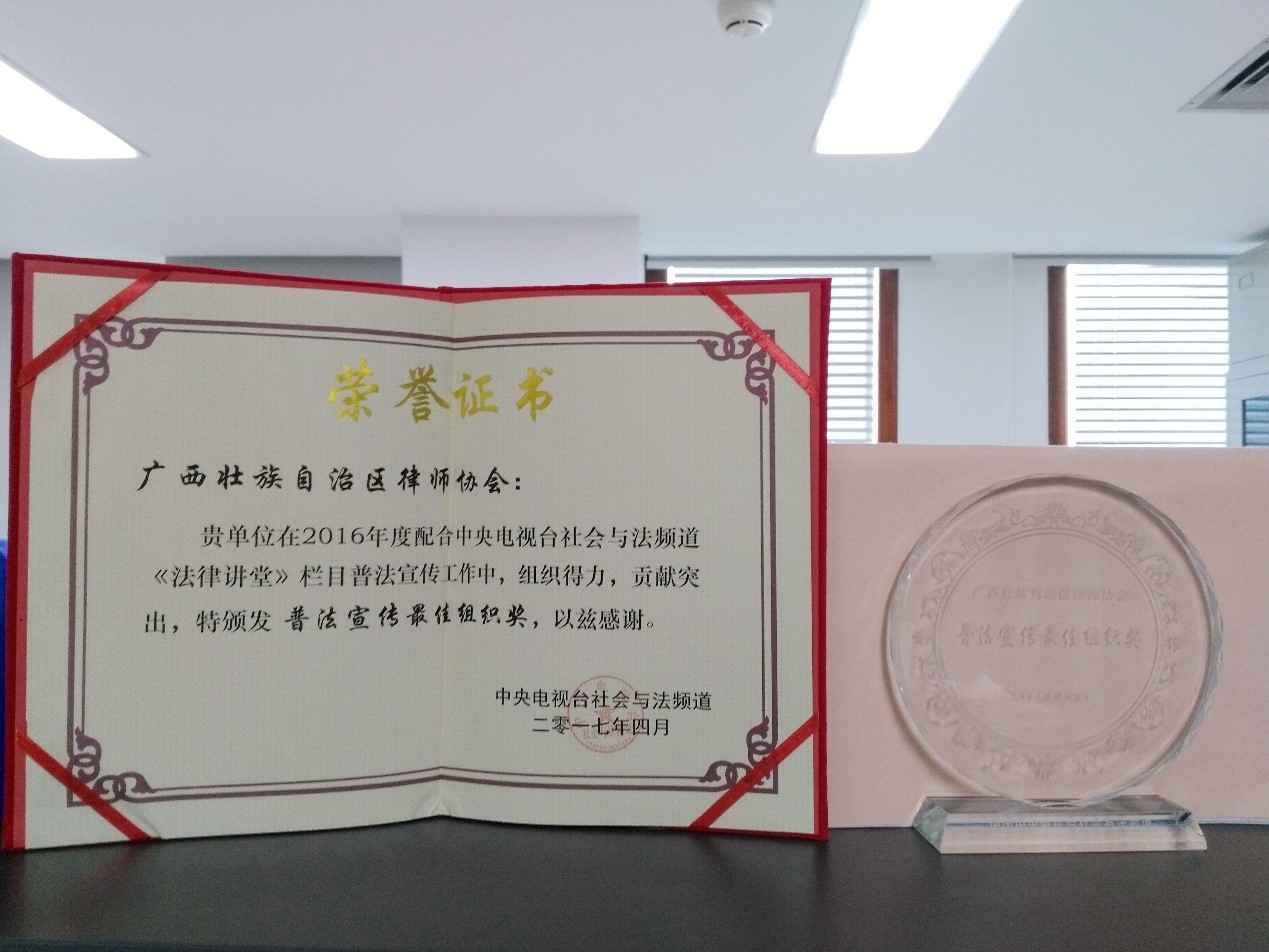 荣誉证书
广西壮族自治区律师协会：
贵单位在2016年度配合中央电视台社会与法频道
《法律讲堂》栏目普法宣传工作中，组织得力，贡献突
出，特颁发 普法宣传最佳组织奖，以兹感谢。
中央电视台社会与法频道
二零一七年四月
广西壮族自治区律师协会
普法宣传最佳组织奖